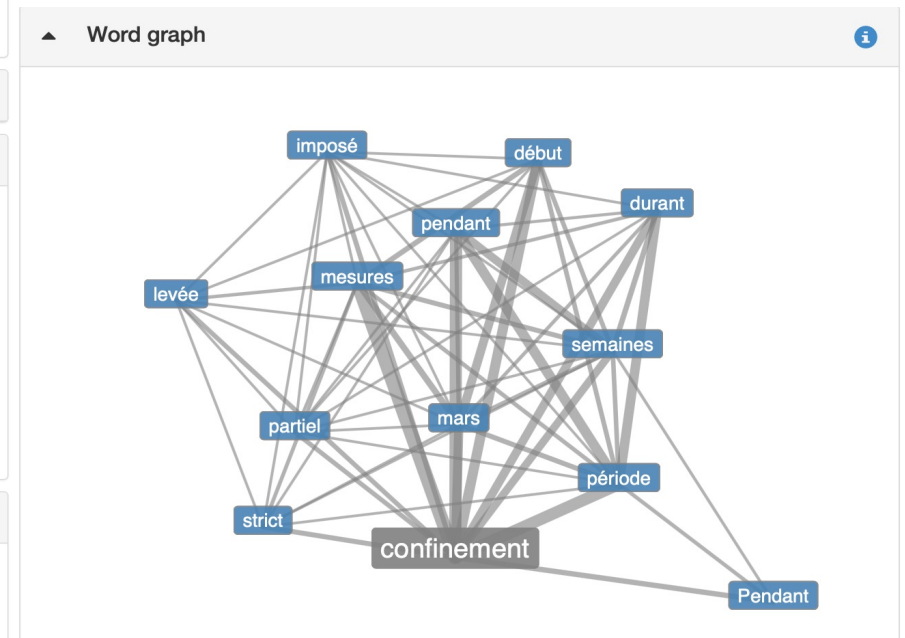 Word graph
imposé
début
durant
pendant
mesures
levée
semaines
mars
partiel
période
strict
confinement
Pendant